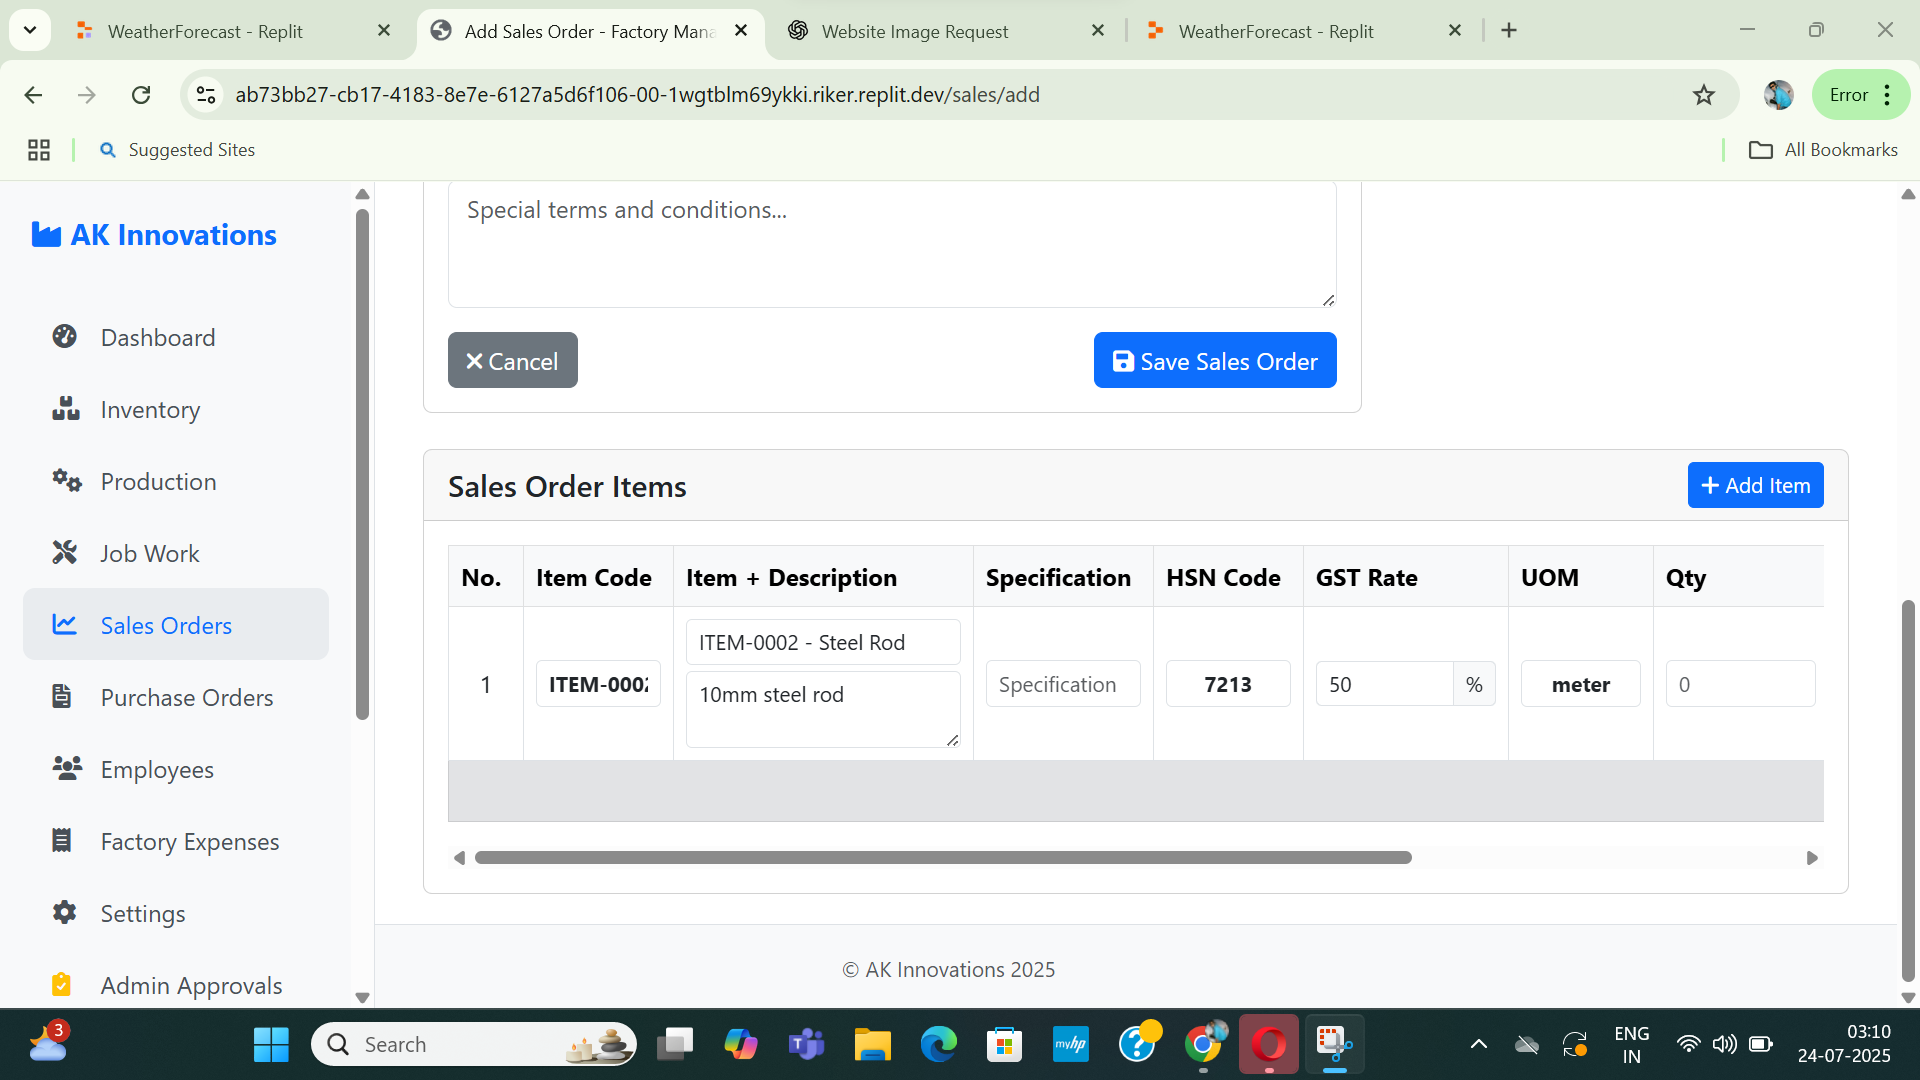 WeatherForecast - Replit
Add Sales Order - Factory Mana
Website Image Request
WeatherForecast - Replit
ab73bb27-cb17-4183-8e7e-6127a5d6f106-00-1wgtblm69ykki.riker.replit.dev/sales/add
Error
Suggested Sites
All Bookmarks
AK Innovations
Dashboard
Inventory
Production
Job Work
Sales Orders
Purchase Orders
Employees
Factory Expenses
Settings
Admin Approvals
Special terms and conditions...
Cancel
Save Sales Order
Sales Order Items
Add Item
No. Item Code Item + Description Specification HSN Code GST Rate UOM Qty
ITEM-0002 - Steel Rod
1 ITEM-0002 10mm steel rod Specification 7213 50 % meter 0
© AK Innovations 2025
3
Search
myhp
ENG
IN
03:10
24-07-2025